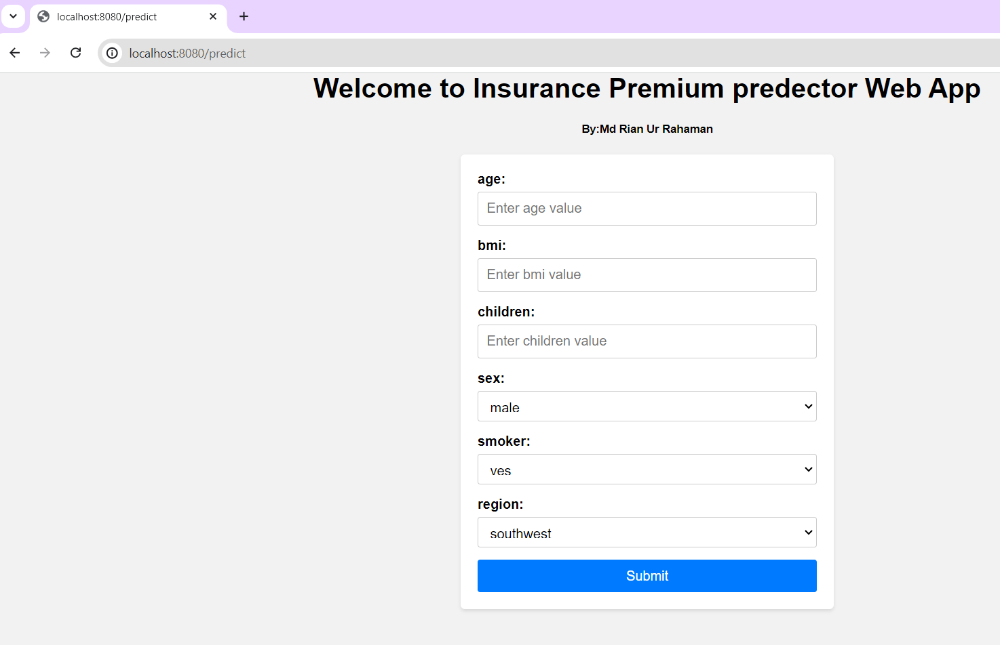 localhost:8080/predict
localhost:8080/predict
Welcome to Insurance Premium predector Web App
By:Md Rian Ur Rahaman
age:
Enter age value
bmi:
Enter bmi value
children:
Enter children value
sex:
male
smoker:
yes
region:
southwest
Submit